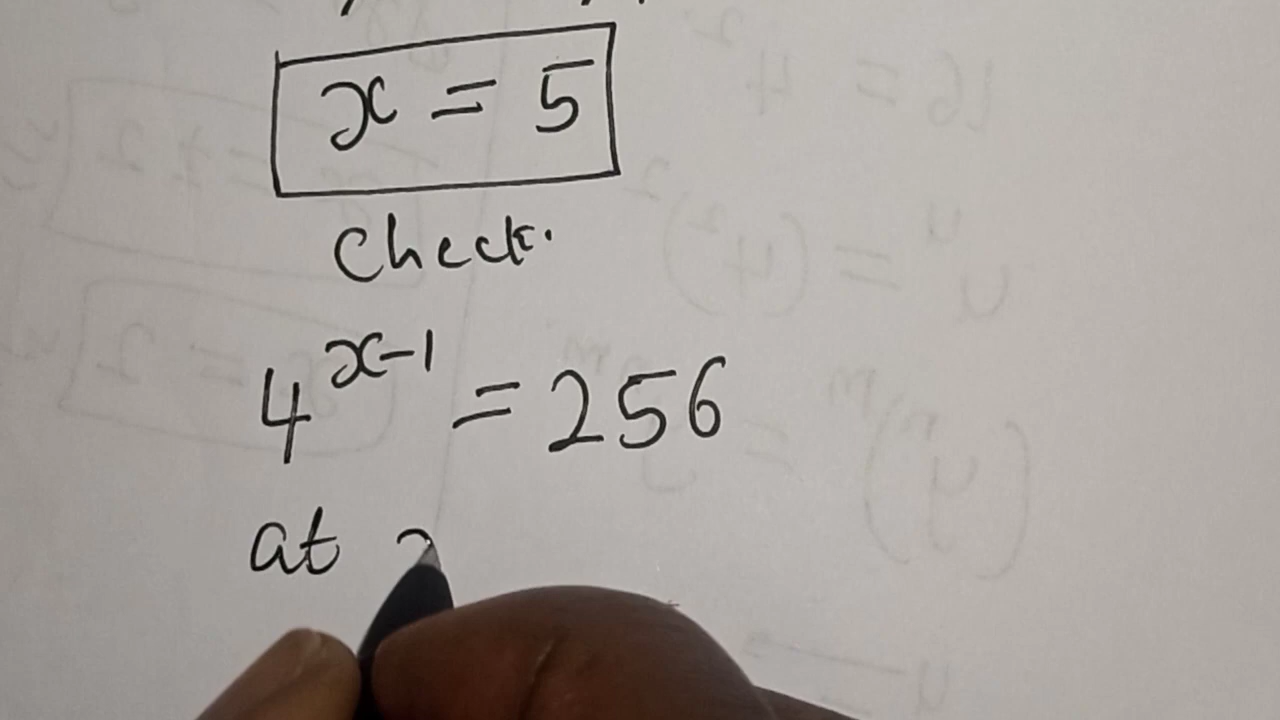 x = 5
Check.
4^{x-1} = 256
at